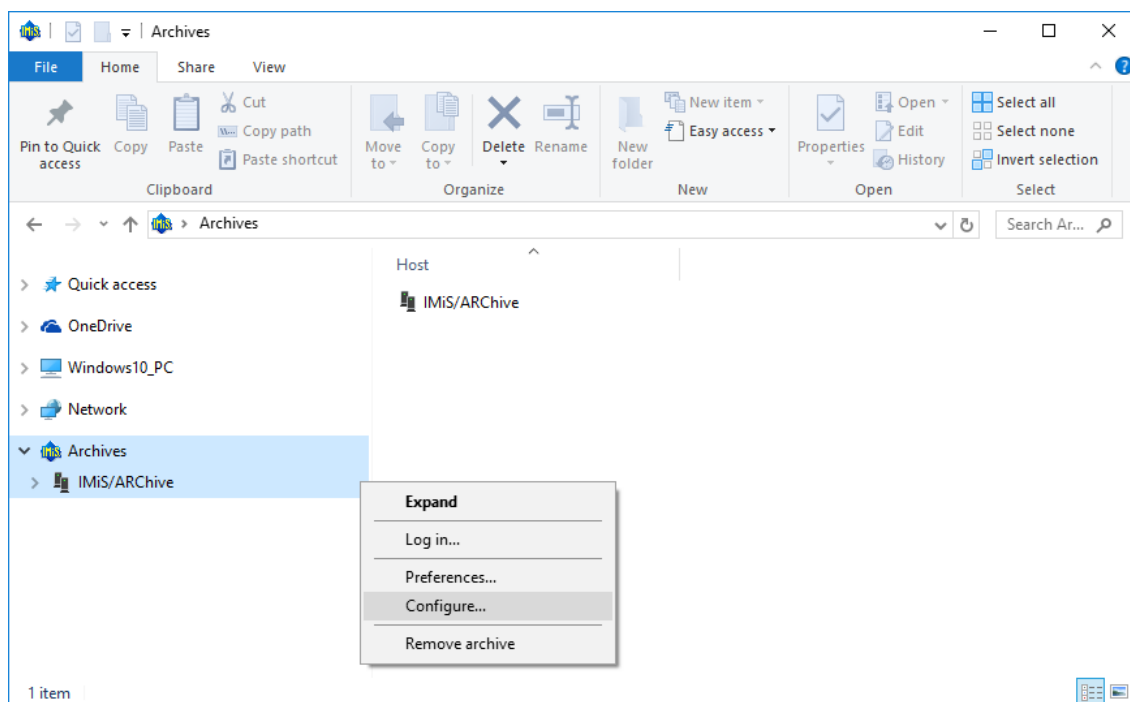 IMiS
Archives
File Home Share View
Pin to Quick access
Copy
Paste
Cut
Copy path
Paste shortcut
Clipboard
Move to
Copy to
Delete
Rename
Organize
New folder
New item
Easy access
New
Properties
Open
Edit
History
Open
Select all
Select none
Invert selection
Select
Archives
Search Ar...
Quick access
OneDrive
Windows10_PC
Network
Archives
IMiS/ARChive
Host
IMiS/ARChive
Expand
Log in...
Preferences...
Configure...
Remove archive
1 item